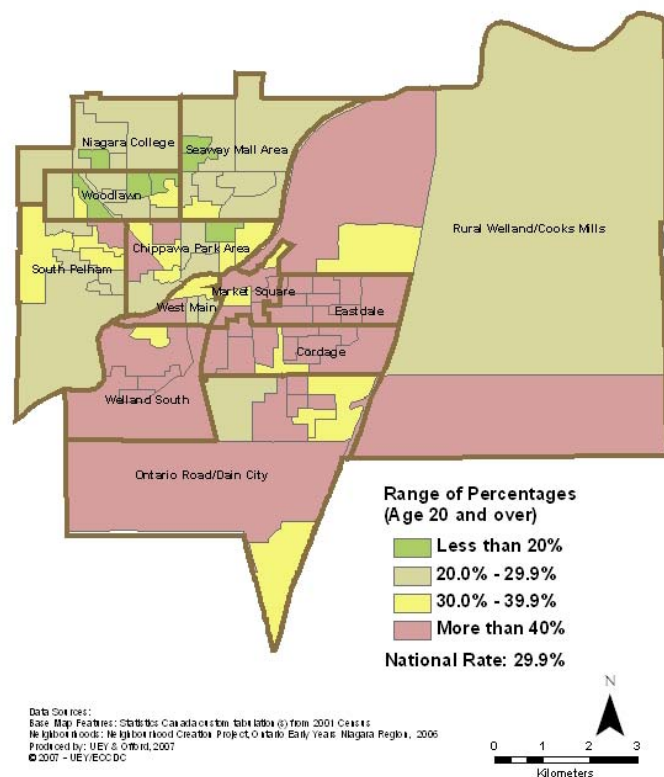 Niagara College
Seaway Mall Area
Woodlawn
Rural Welland/Cooks Mills
Chippawa Park Area
South Pelham
Market Square
West Main
Eastdale
Cordage
Welland South
Ontario Road/Dain City
Range of Percentages
(Age 20 and over)
Less than 20%
20.0% - 29.9%
30.0% - 39.9%
More than 40%
National Rate: 29.9%
N
Data Sources:
Base Map Features: Statistics Canada custom tabulation(s) from 2001 Census
Neighbourhoods: Neighbourhood Creation Project, Ontario Early Years Niagara Region, 2006
Produced by: UEY & Offord, 2007
© 2007 - UEY/ECCDC
0 1 2 3
Kilometers